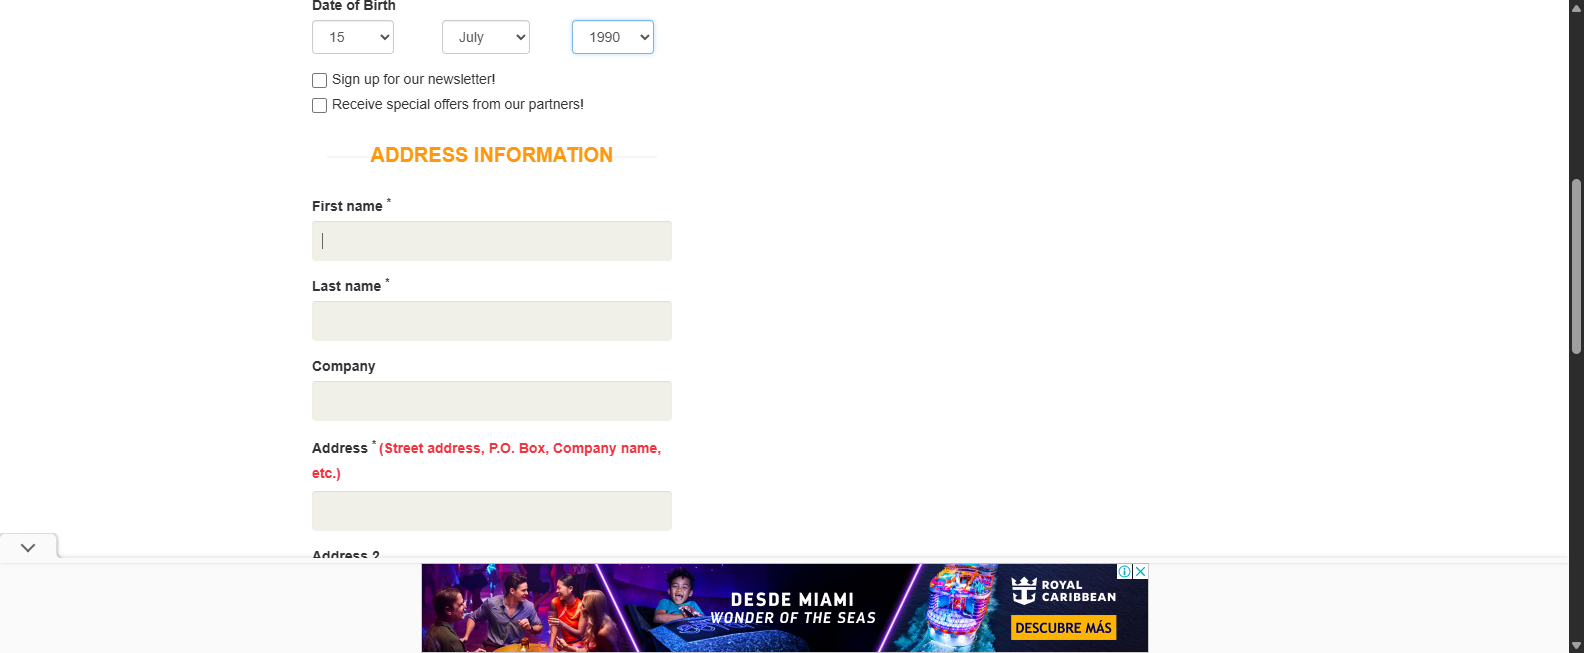 Date of Birth
15 July 1990
Sign up for our newsletter!
Receive special offers from our partners!
ADDRESS INFORMATION
First name *
Last name *
Company
Address * (Street address, P.O. Box, Company name,
etc.)
Address 2
DESDE MIAMI
WONDER OF THE SEAS
ROYAL
CARIBBEAN
DESCUBRE MÁS